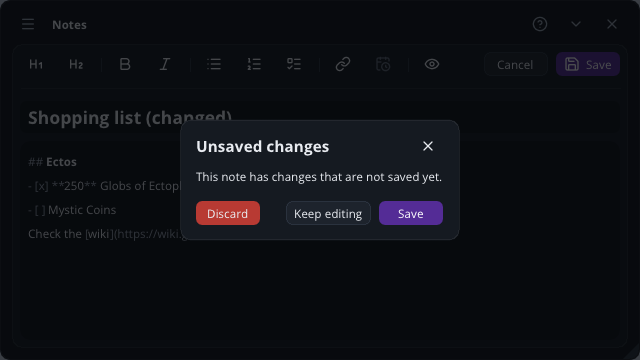 Notes
H1 H2 B I Cancel Save
Shopping list (changed)
## Ectos
- [x] **250** Globs of
- [ ] Mystic Coins
Check the [wiki](https://wiki.
Unsaved changes
This note has changes that are not saved yet.
Discard Keep editing Save